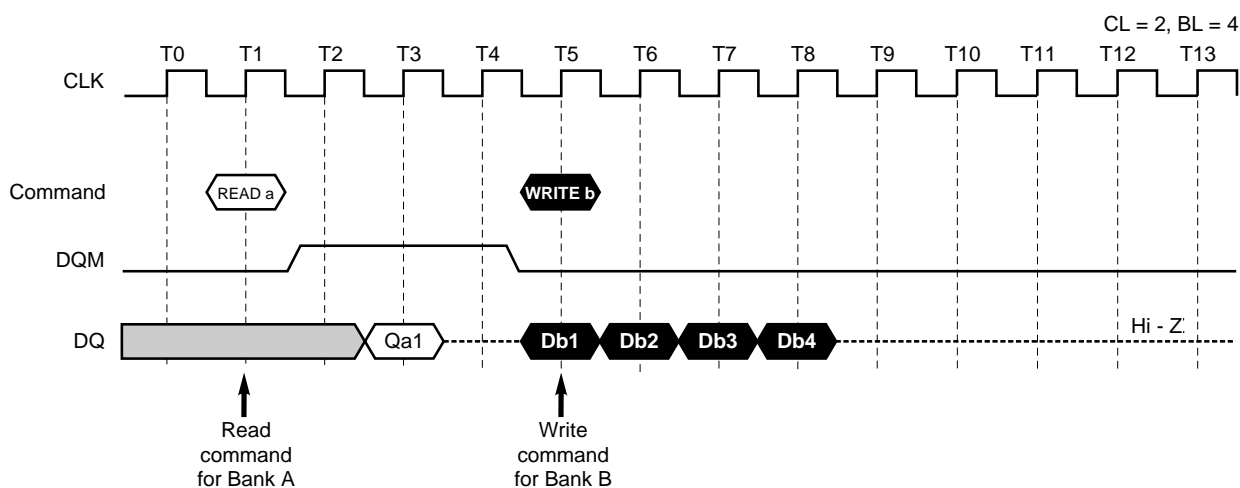 CL = 2, BL = 4
T0 T1 T2 T3 T4 T5 T6 T7 T8 T9 T10 T11 T12 T13
CLK
Command READ a WRITE b
DQM
DQ Qa1 Db1 Db2 Db3 Db4 Hi - Z
Read Write
command command
for Bank A for Bank B